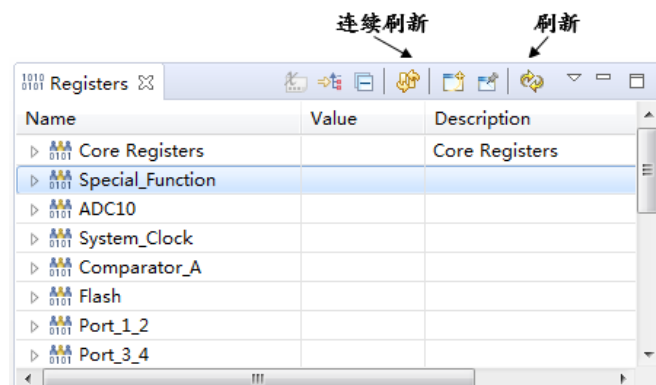 连续刷新 刷新
Registers
Name Value Description
Core Registers Core Registers
Special_Function
ADC10
System_Clock
Comparator_A
Flash
Port_1_2
Port_3_4